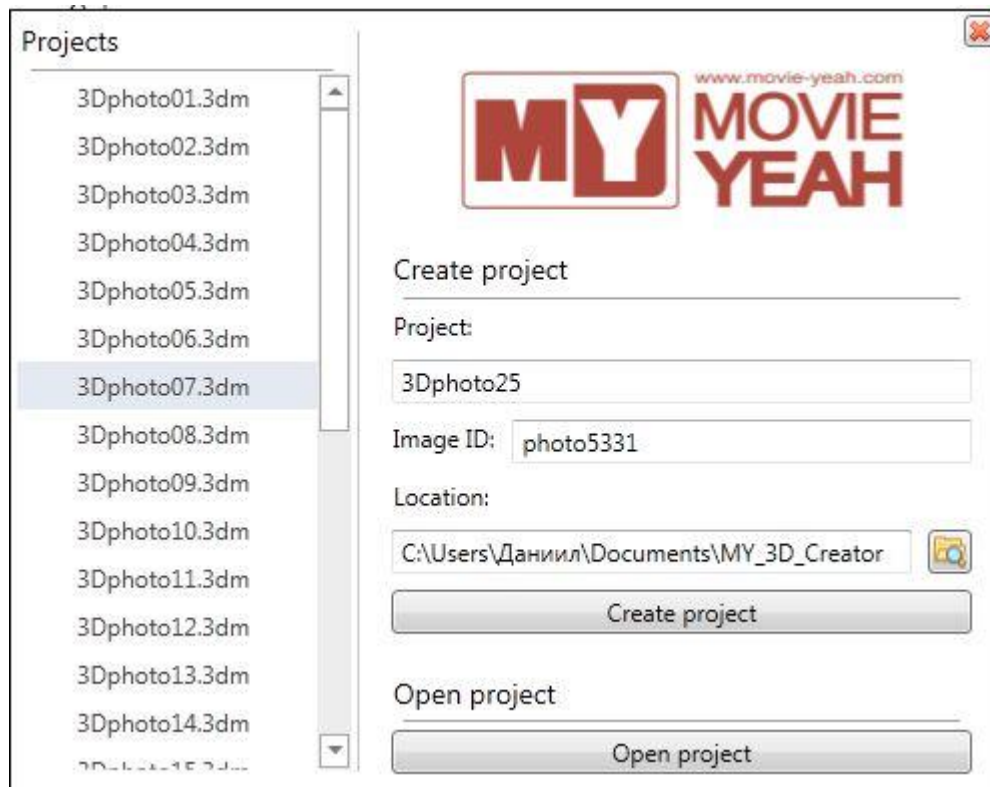 Projects
3Dphoto01.3dm
3Dphoto02.3dm
3Dphoto03.3dm
3Dphoto04.3dm
3Dphoto05.3dm
3Dphoto06.3dm
3Dphoto07.3dm
3Dphoto08.3dm
3Dphoto09.3dm
3Dphoto10.3dm
3Dphoto11.3dm
3Dphoto12.3dm
3Dphoto13.3dm
3Dphoto14.3dm
3Dphoto15.3dm
www.movie-yeah.com
MY MOVIE
YEAH
Create project
Project:
3Dphoto25
Image ID: photo5331
Location:
C:\Users\Даниил\Documents\MY_3D_Creator
Create project
Open project
Open project